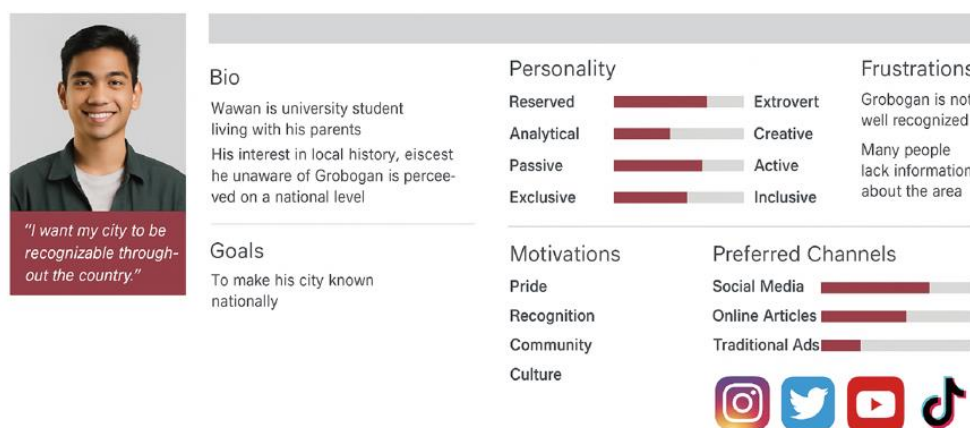 "I want my city to be
recognizable through-
out the country."
Bio
Wawan is university student
living with his parents
His interest in local history, eiscest
he unaware of Grobogan is percee-
ved on a national level
Goals
To make his city known
nationally
Personality
Reserved Extrovert
Analytical Creative
Passive Active
Exclusive Inclusive
Motivations
Pride
Recognition
Community
Culture
Preferred Channels
Social Media
Online Articles
Traditional Ads
Frustrations
Grobogan is not
well recognized
Many people
lack information
about the area